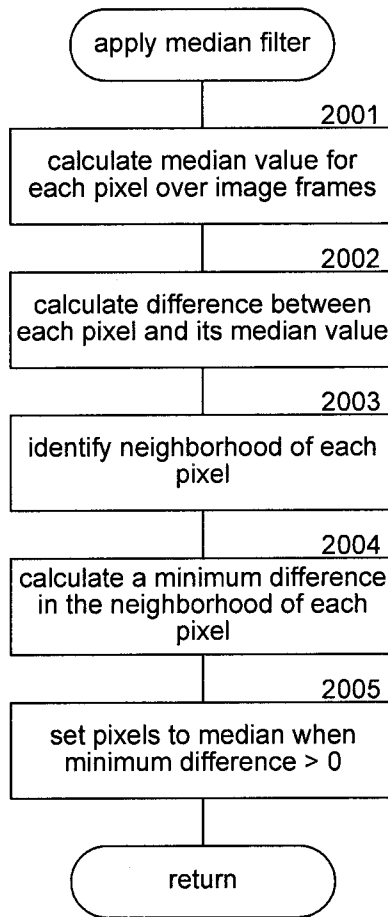 apply median filter
2001
calculate median value for
each pixel over image frames
2002
calculate difference between
each pixel and its median value
2003
identify neighborhood of each
pixel
2004
calculate a minimum difference
in the neighborhood of each
pixel
2005
set pixels to median when
minimum difference > 0
return